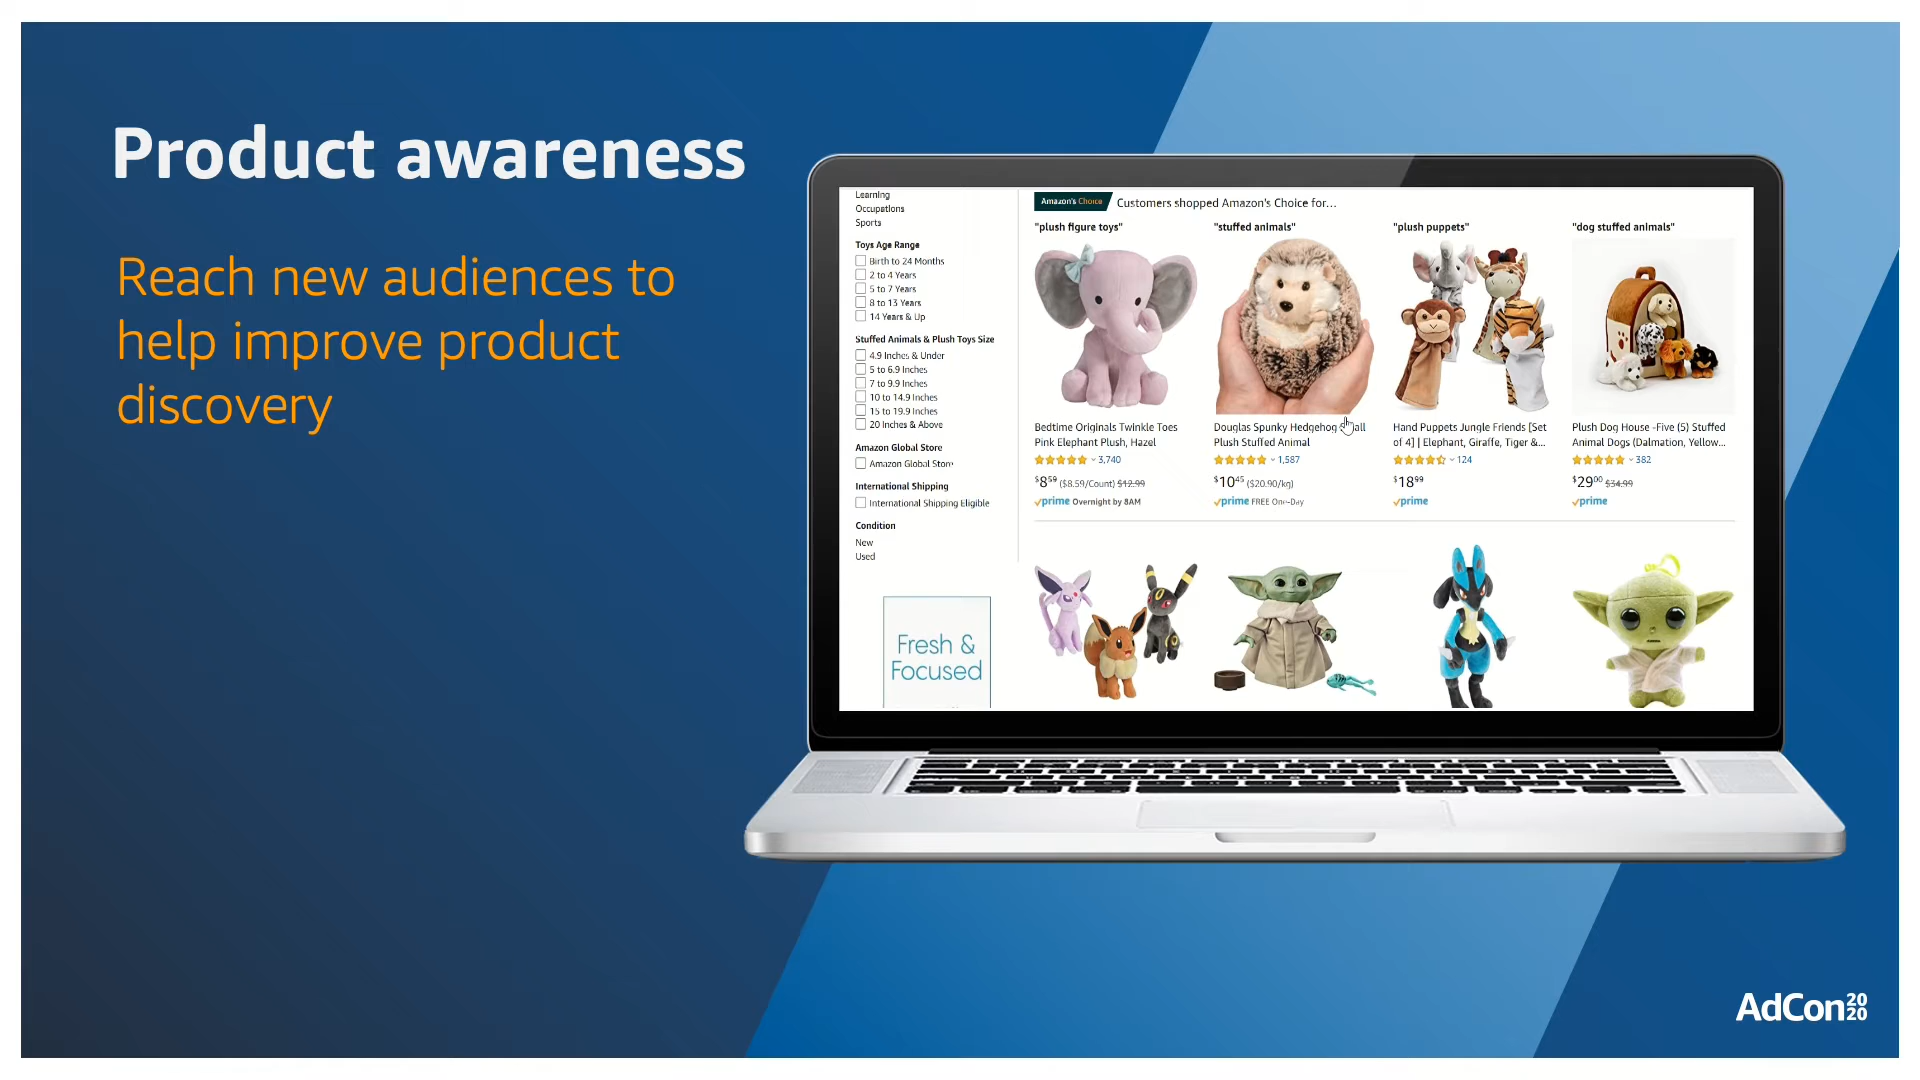 Product awareness
Reach new audiences to
help improve product
discovery
Learning
Occupations
Sports
Toys Age Range
Birth to 24 Months
2 to 4 Years
5 to 7 Years
8 to 13 Years
14 Years & Up
Stuffed Animals & Plush Toys Size
4.9 Inches & Under
5 to 6.9 Inches
7 to 9.9 Inches
10 to 14.9 Inches
15 to 19.9 Inches
20 Inches & Above
Amazon Global Store
Amazon Global Store
International Shipping
International Shipping Eligible
Condition
New
Used
Fresh &
Focused
Amazon's Choice Customers shopped Amazon's Choice for…
"plush figure toys"
Bedtime Originals Twinkle Toes
Pink Elephant Plush, Hazel
3,740
$8.59 ($8.59/Count) $12.99
prime Overnight by 8AM
"stuffed animals"
Douglas Spunky Hedgehog
Plush Stuffed Animal
1,587
$10.45 ($20.90/kg)
prime FREE One-Day
"plush puppets"
Hand Puppets Jungle Friends [Set
of 4] | Elephant, Giraffe, Tiger &...
124
$18.99
prime
"dog stuffed animals"
Plush Dog House -Five (5) Stuffed
Animal Dogs (Dalmation, Yellow...
382
$29.00 $34.99
prime
AdCon 20
20